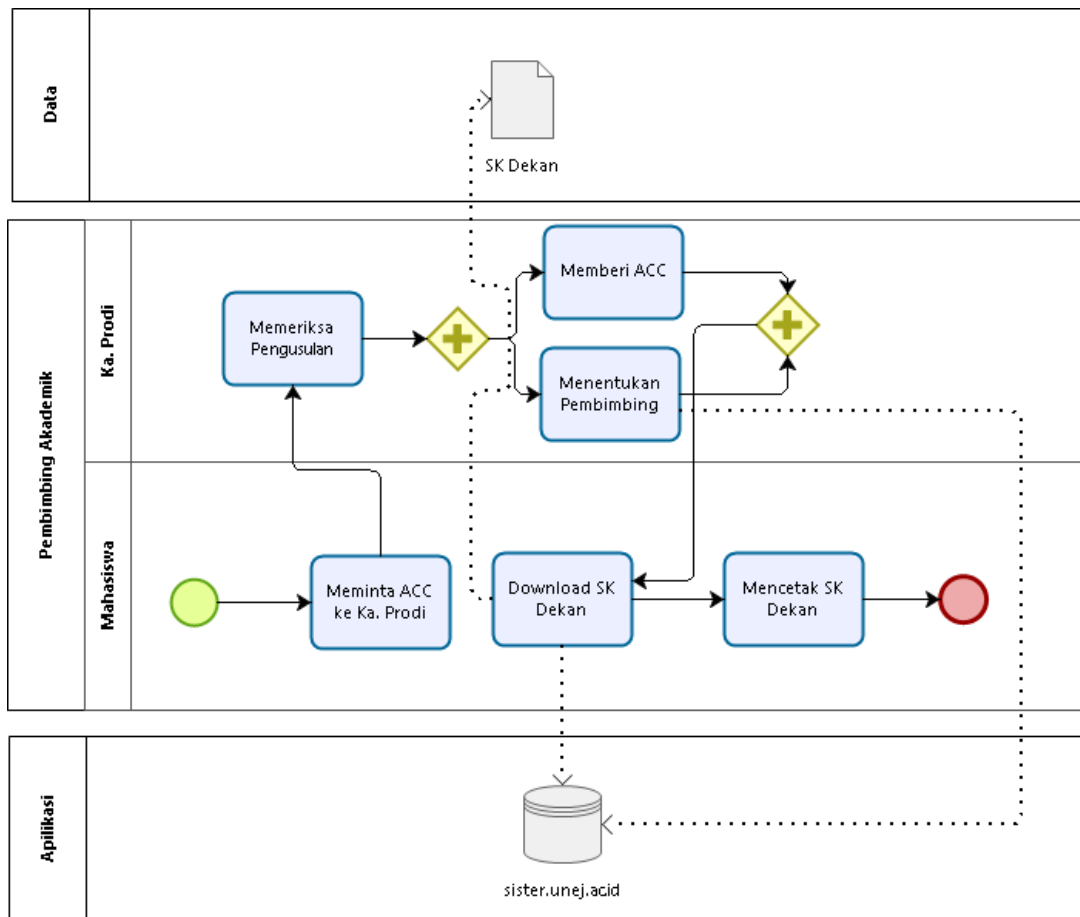 Data
SK Dekan
Pembimbing Akademik
Ka. Prodi
Memeriksa
Pengusulan
Memberi ACC
Menentukan
Pembimbing
Mahasiswa
Meminta ACC
ke Ka. Prodi
Download SK
Dekan
Mencetak SK
Dekan
Apilikasi
sister.unej.acid